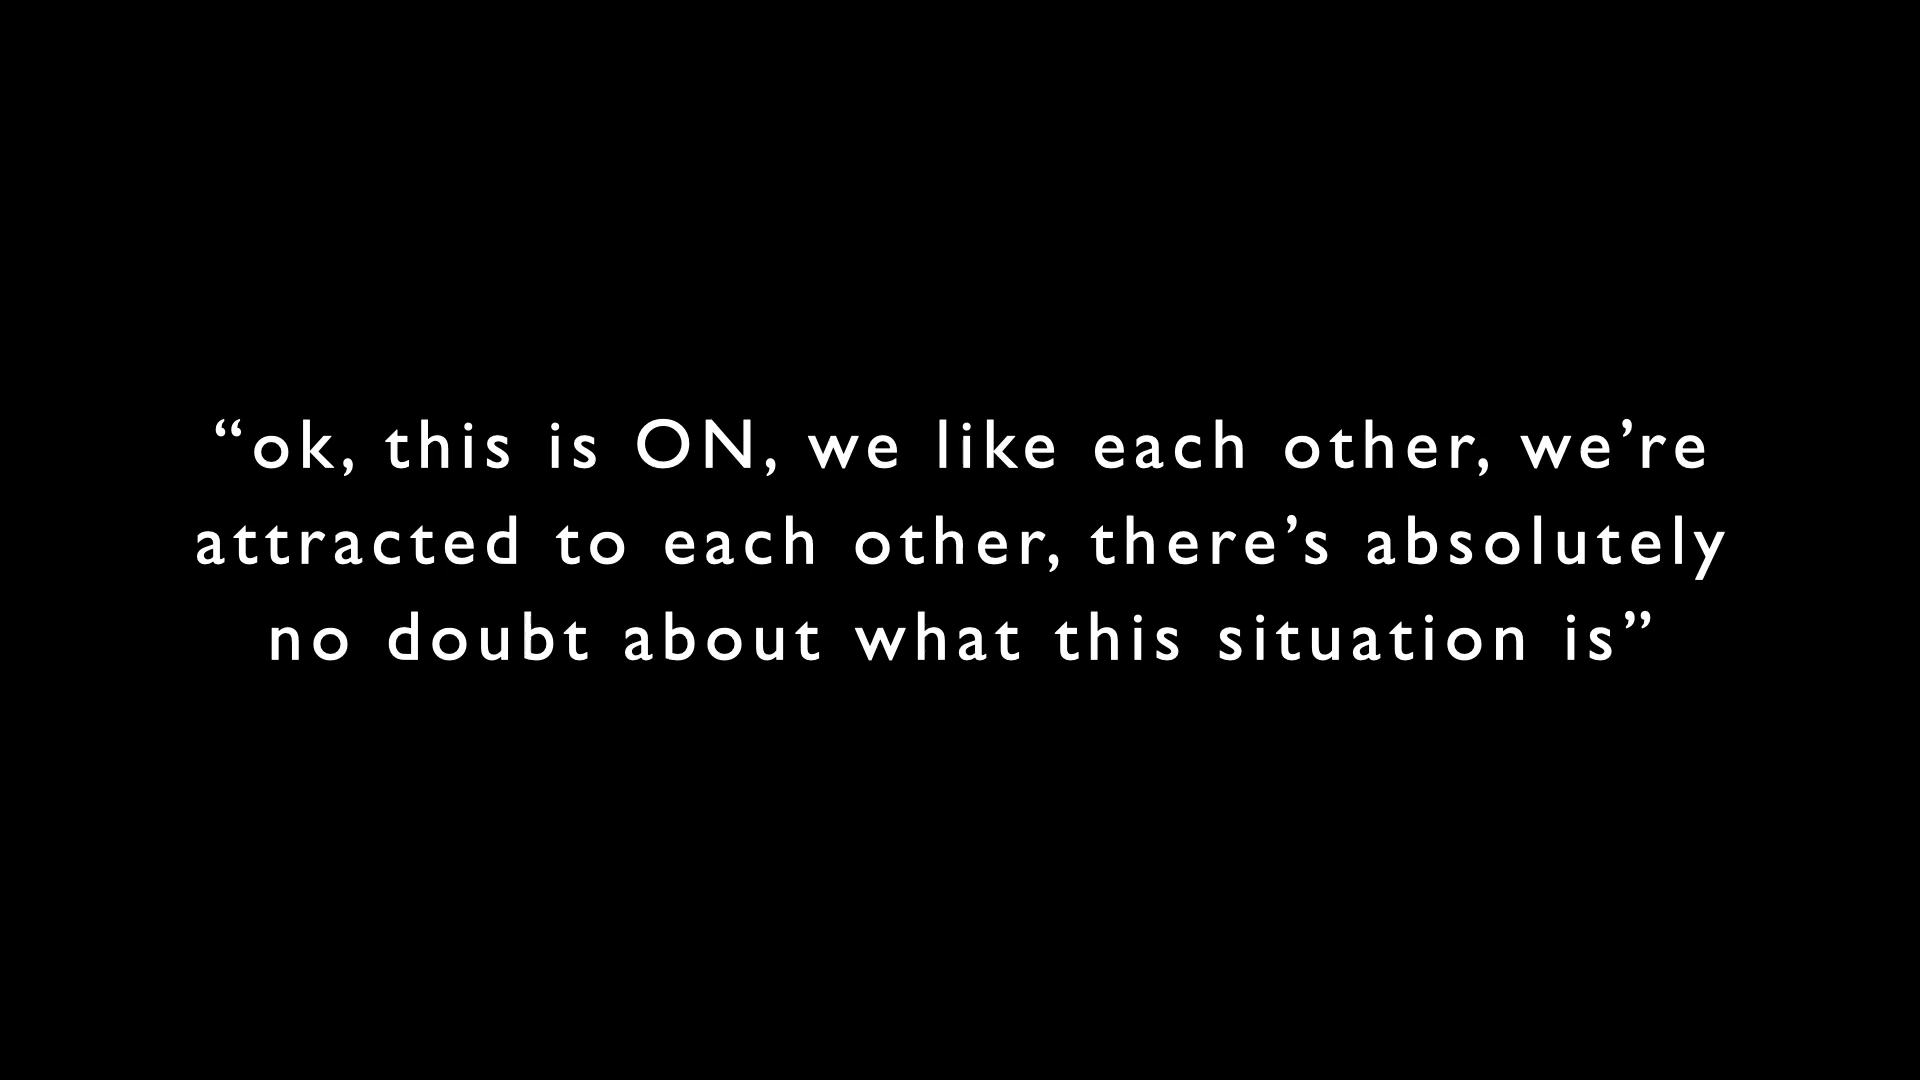 “ok, this is ON, we like each other, we’re
attracted to each other, there’s absolutely
no doubt about what this situation is”